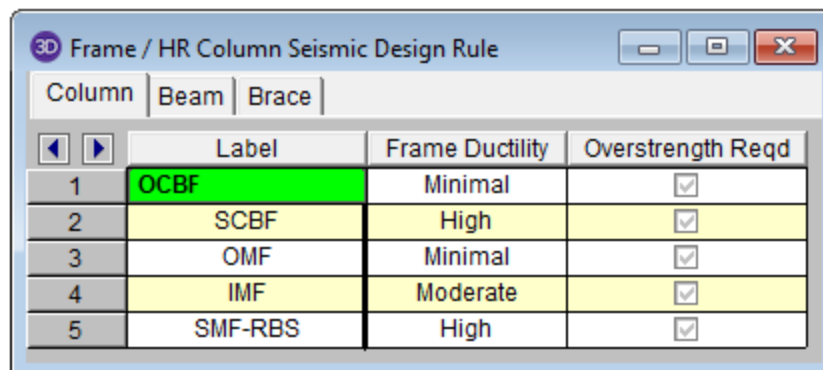 3D Frame / HR Column Seismic Design Rule
Column Beam Brace
Label Frame Ductility Overstrength Reqd
1 OCBF Minimal
2 SCBF High
3 OMF Minimal
4 IMF Moderate
5 SMF-RBS High